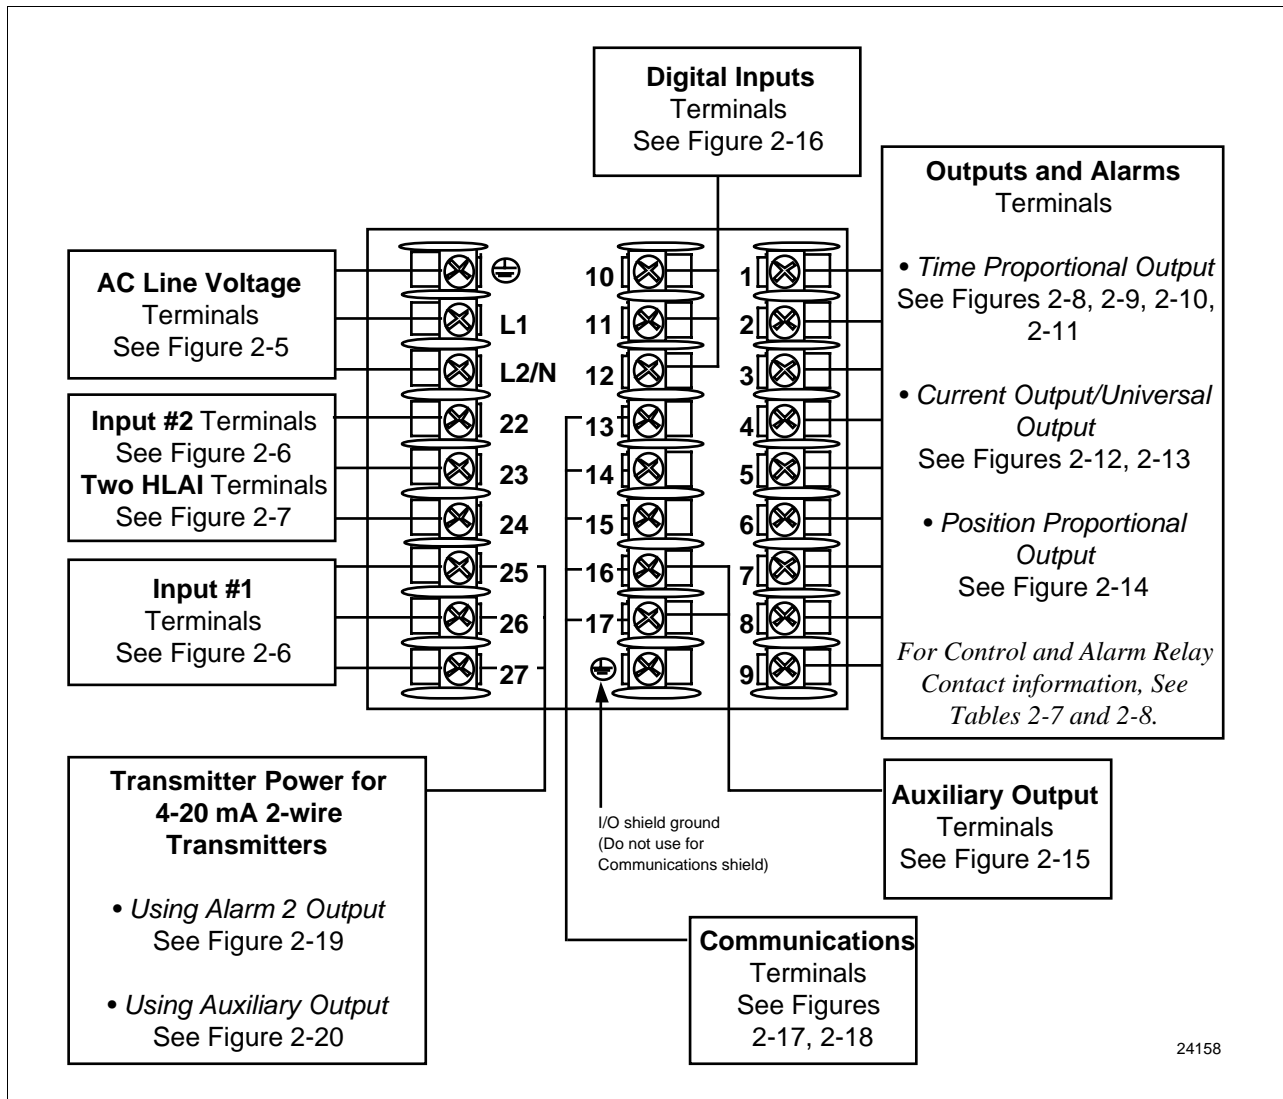 Digital Inputs
Terminals
See Figure 2-16
Outputs and Alarms
Terminals
• Time Proportional Output
See Figures 2-8, 2-9, 2-10,
2-11
• Current Output/Universal
Output
See Figures 2-12, 2-13
• Position Proportional
Output
See Figure 2-14
For Control and Alarm Relay
Contact information, See
Tables 2-7 and 2-8.
AC Line Voltage
Terminals
See Figure 2-5
Input #2 Terminals
See Figure 2-6
Two HLAI Terminals
See Figure 2-7
Input #1
Terminals
See Figure 2-6
L1
L2/N
22
23
24
25
26
27
10
11
12
13
14
15
16
17
1
2
3
4
5
6
7
8
9
Transmitter Power for
4-20 mA 2-wire
Transmitters
• Using Alarm 2 Output
See Figure 2-19
• Using Auxiliary Output
See Figure 2-20
I/O shield ground
(Do not use for
Communications shield)
Auxiliary Output
Terminals
See Figure 2-15
Communications
Terminals
See Figures
2-17, 2-18
24158